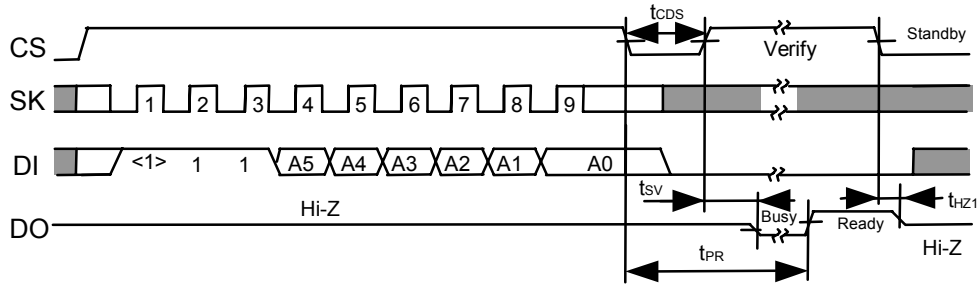 tCDS
CS
Verify
Standby
SK
1 2 3 4 5 6 7 8 9
DI
<1> 1 1 A5 A4 A3 A2 A1 A0
tSV
tHZ1
Hi-Z
Busy
Ready
DO
tPR
Hi-Z